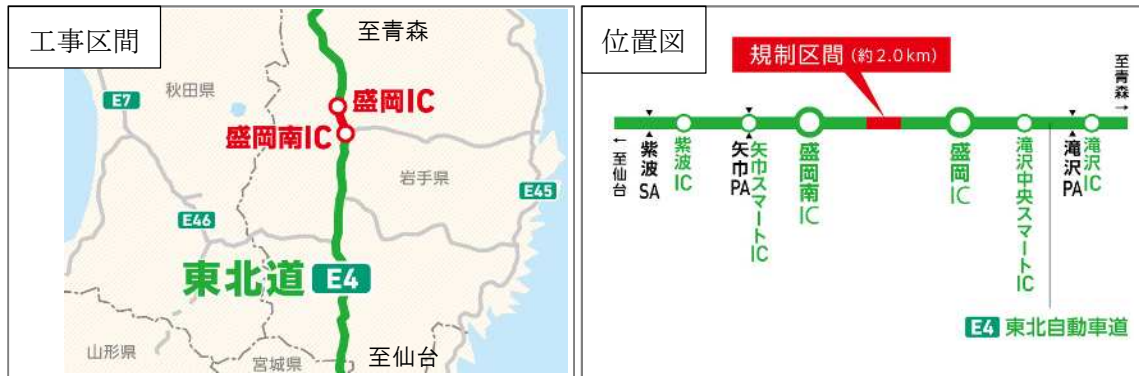 工事区間
至青森
秋田県
E7
盛岡IC
盛岡南IC
岩手県
E45
E46
東北道 E4
山形県
宮城県
至仙台
位置図
規制区間(約2.0km)
至青森→
←至仙台
紫波SA
紫波IC
矢巾PA
矢巾スマートIC
盛岡南IC
盛岡IC
滝沢中央スマートIC
滝沢PA
滝沢IC
E4 東北自動車道